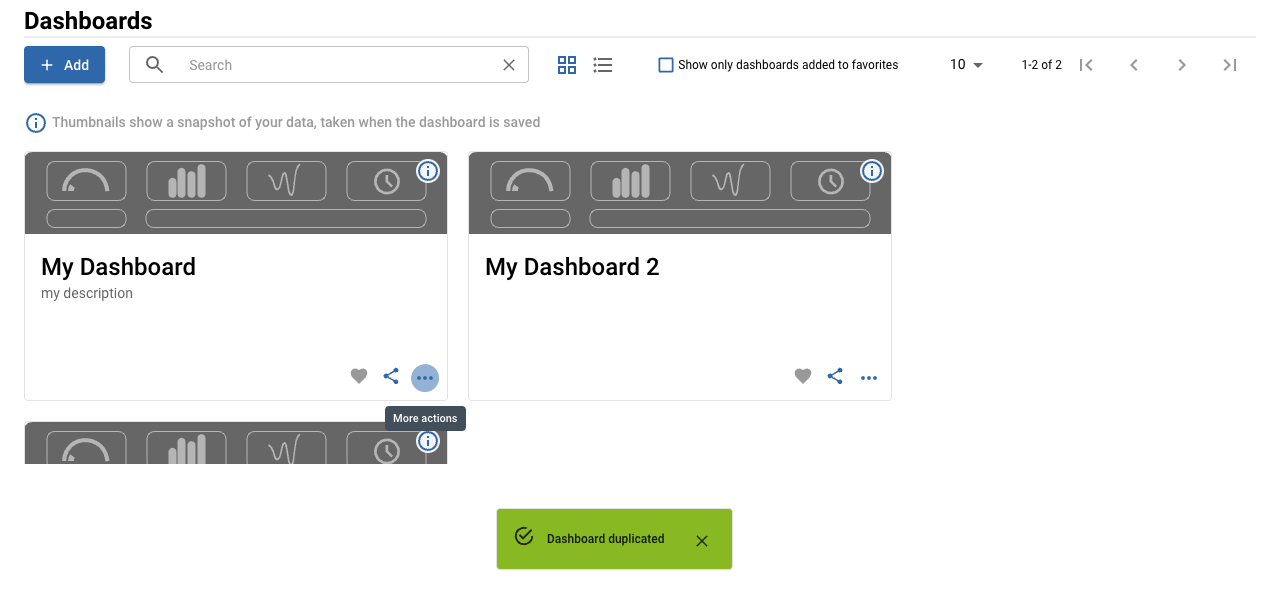 Dashboards
Add
Search
Show only dashboards added to favorites
10
1-2 of 2
Thumbnails show a snapshot of your data, taken when the dashboard is saved
My Dashboard
my description
My Dashboard 2
More actions
Dashboard duplicated